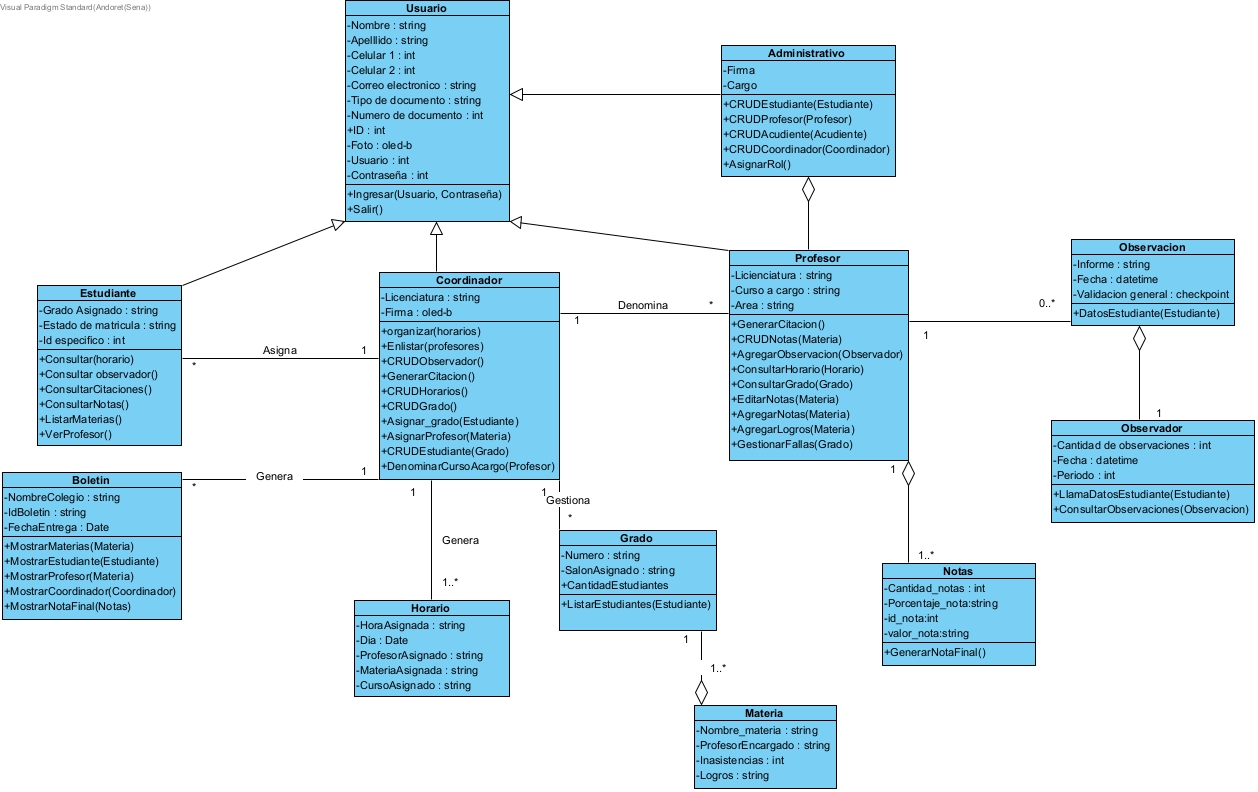 Visual Paradigm Standard(Andoret(Sena))
Usuario
-Nombre : string
-Apelllido : string
-Celular 1 : int
-Celular 2 : int
-Correo electronico : string
-Tipo de documento : string
-Numero de documento : int
+ID : int
-Foto : oled-b
-Usuario : int
-Contraseña : int
+Ingresar(Usuario, Contraseña)
+Salir()
Administrativo
-Firma
-Cargo
+CRUDEstudiante(Estudiante)
+CRUDProfesor(Profesor)
+CRUDAcudiente(Acudiente)
+CRUDCoordinador(Coordinador)
+AsignarRol()
Estudiante
-Grado Asignado : string
-Estado de matricula : string
-Id especifico : int
+Consultar(horario)
+Consultar observador()
+ConsultarCitaciones()
+ConsultarNotas()
+ListarMaterias()
+VerProfesor()
Asigna
*
1
Coordinador
-Licenciatura : string
-Firma : oled-b
+organizar(horarios)
+Enlistar(profesores)
+CRUDObservador()
+GenerarCitacion()
+CRUDHorarios()
+CRUDGrado()
+Asignar_grado(Estudiante)
+AsignarProfesor(Materia)
+CRUDEstudiante(Grado)
+DenominarCursoAcargo(Profesor)
Denomina
1
*
Profesor
-Licienciatura : string
-Curso a cargo : string
-Area : string
+GenerarCitacion()
+CRUDNotas(Materia)
+AgregarObservacion(Observador)
+ConsultarHorario(Horario)
+ConsultarGrado(Grado)
+EditarNotas(Materia)
+AgregarNotas(Materia)
+AgregarLogros(Materia)
+GestionarFallas(Grado)
1
0..*
Observacion
-Informe : string
-Fecha : datetime
-Validacion general : checkpoint
+DatosEstudiante(Estudiante)
1
Observador
-Cantidad de observaciones : int
-Fecha : datetime
-Periodo : int
+LlamaDatosEstudiante(Estudiante)
+ConsultarObservaciones(Observacion)
Boletin
-NombreColegio : string
-IdBoletin : string
-FechaEntrega : Date
+MostrarMaterias(Materia)
+MostrarEstudiante(Estudiante)
+MostrarProfesor(Materia)
+MostrarCoordinador(Coordinador)
+MostrarNotaFinal(Notas)
*
Genera
1
1
Genera
1..*
1
Gestiona
*
Horario
-HoraAsignada : string
-Dia : Date
-ProfesorAsignado : string
-MateriaAsignada : string
-CursoAsignado : string
Grado
-Numero : string
-SalonAsignado : string
+CantidadEstudiantes
+ListarEstudiantes(Estudiante)
1
1..*
Materia
-Nombre_materia : string
-ProfesorEncargado : string
-Inasistencias : int
-Logros : string
1
1..*
Notas
-Cantidad_notas : int
-Porcentaje_nota:string
-id_nota:int
-valor_nota:string
+GenerarNotaFinal()